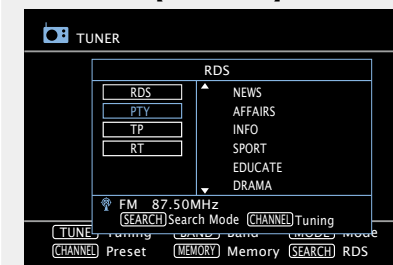 TUNER
RDS
RDS NEWS
PTY AFFAIRS
TP INFO
RT SPORT
EDUCATE
DRAMA
FM 87.50MHz
SEARCH Search Mode CHANNEL Tuning
TUNE Tuning BAND Band MODE Mode
CHANNEL Preset MEMORY Memory SEARCH RDS